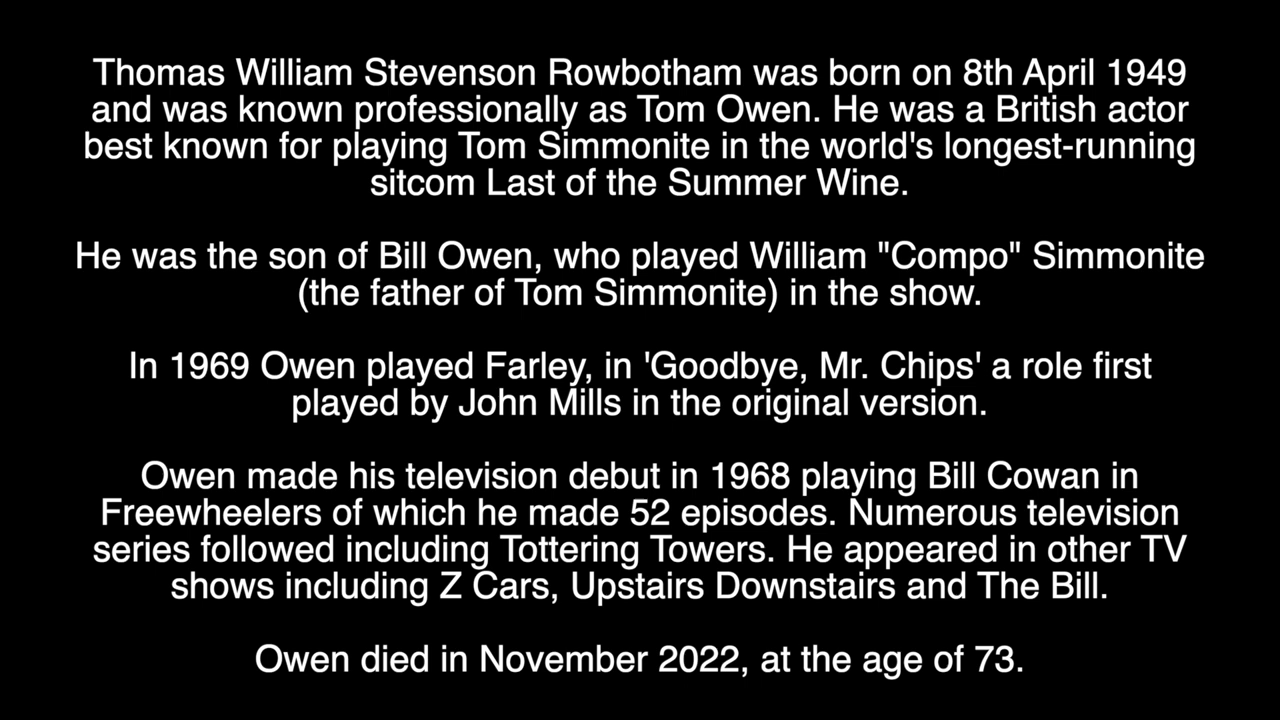 Thomas William Stevenson Rowbotham was born on 8th April 1949
and was known professionally as Tom Owen. He was a British actor
best known for playing Tom Simmonite in the world's longest-running
sitcom Last of the Summer Wine.
He was the son of Bill Owen, who played William "Compo" Simmonite
(the father of Tom Simmonite) in the show.
In 1969 Owen played Farley, in 'Goodbye, Mr. Chips' a role first
played by John Mills in the original version.
Owen made his television debut in 1968 playing Bill Cowan in
Freewheelers of which he made 52 episodes. Numerous television
series followed including Tottering Towers. He appeared in other TV
shows including Z Cars, Upstairs Downstairs and The Bill.
Owen died in November 2022, at the age of 73.